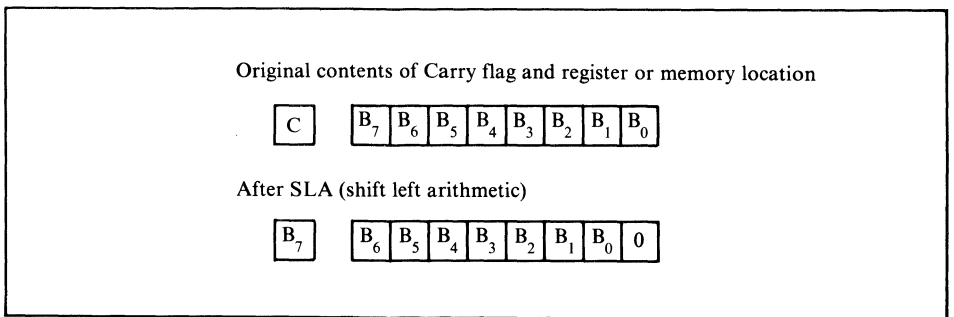 Original contents of Carry flag and register or memory location
C B7 B6 B5 B4 B3 B2 B1 B0
After SLA (shift left arithmetic)
B7 B6 B5 B4 B3 B2 B1 B0 0